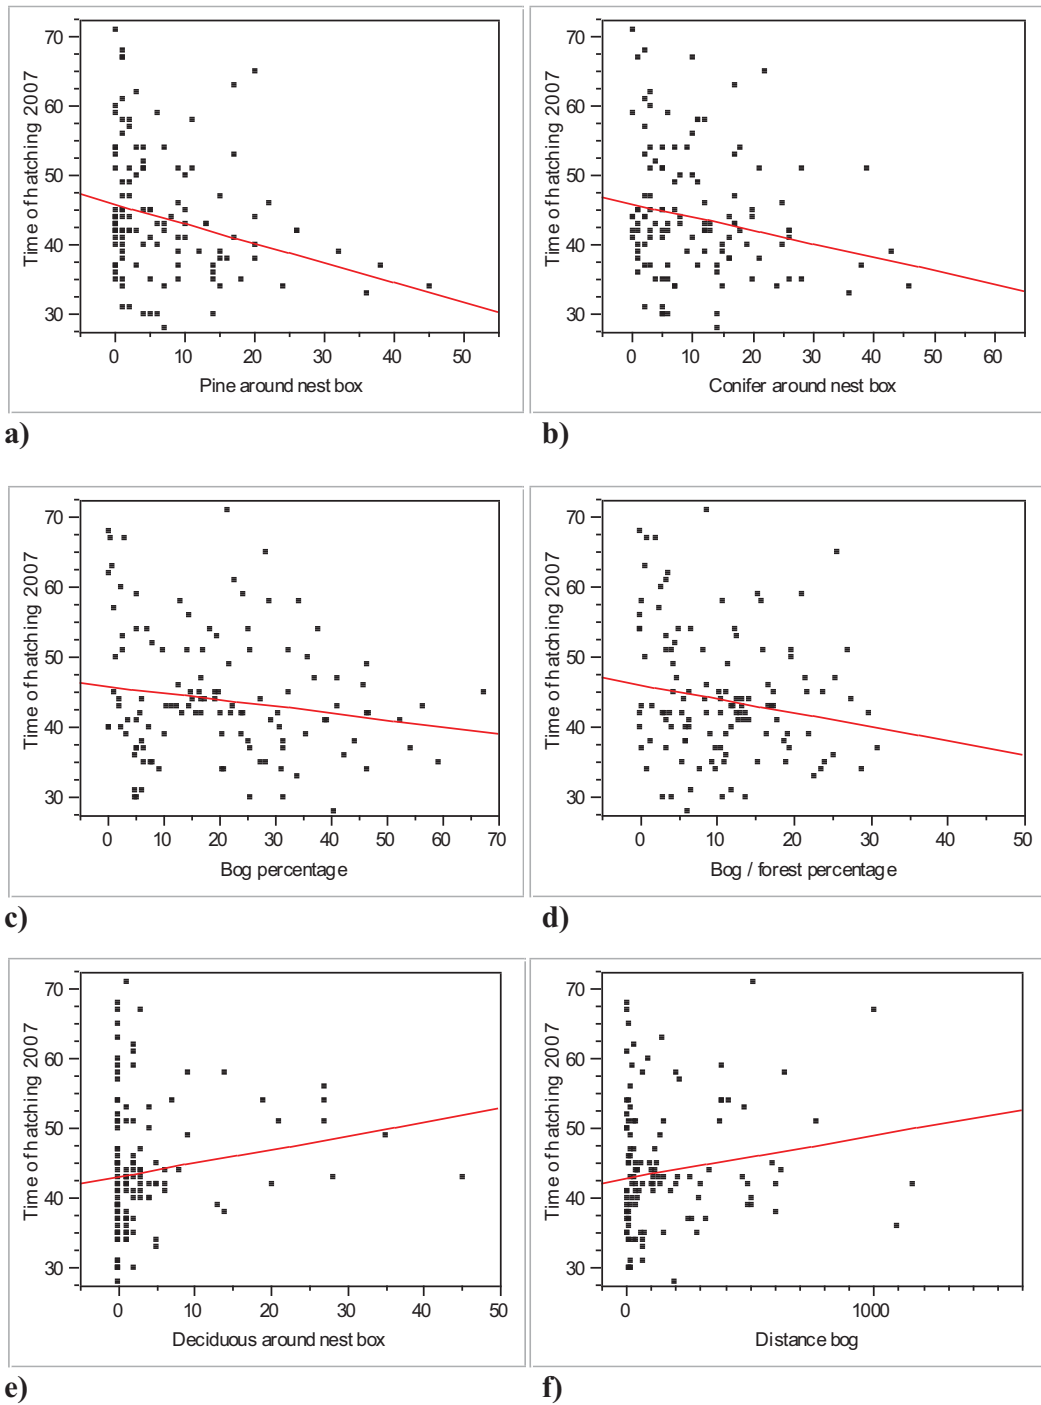 70
60
50
40
30
Time of hatching 2007
0 10 20 30 40 50
Pine around nest box
a)
70
60
50
40
30
Time of hatching 2007
0 10 20 30 40 50 60
Conifer around nest box
b)
70
60
50
40
30
Time of hatching 2007
0 10 20 30 40 50 60 70
Bog percentage
c)
70
60
50
40
30
Time of hatching 2007
0 10 20 30 40 50
Bog / forest percentage
d)
70
60
50
40
30
Time of hatching 2007
0 10 20 30 40 50
Deciduous around nest box
e)
70
60
50
40
30
Time of hatching 2007
0 1000
Distance bog
f)